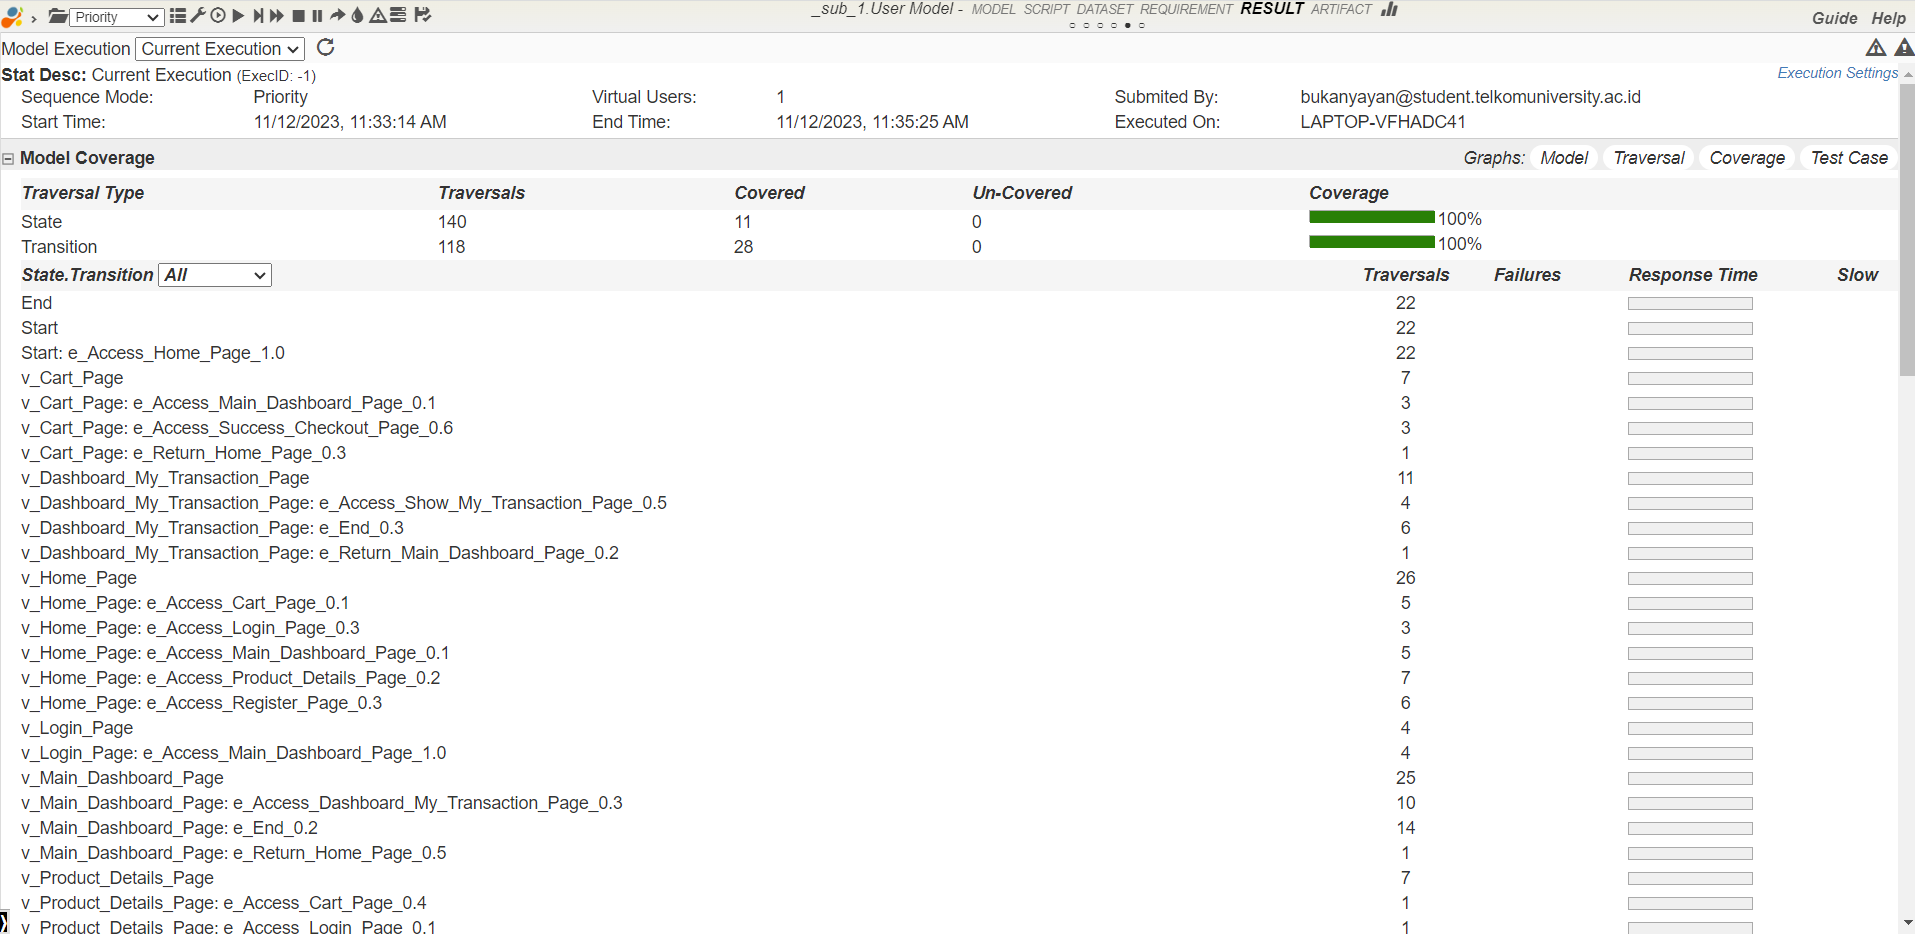 Priority
_sub_1.User Model - MODEL SCRIPT DATASET REQUIREMENT RESULT ARTIFACT
Guide Help
Model Execution Current Execution
Stat Desc: Current Execution (ExecID: -1)
Execution Settings
Sequence Mode: Priority Virtual Users: 1 Submited By: bukanyayan@student.telkomuniversity.ac.id
Start Time: 11/12/2023, 11:33:14 AM End Time: 11/12/2023, 11:35:25 AM Executed On: LAPTOP-VFHADC41
Model Coverage Graphs: Model Traversal Coverage Test Case
Traversal Type Traversals Covered Un-Covered Coverage
State 140 11 0 100%
Transition 118 28 0 100%
State.Transition All Traversals Failures Response Time Slow
End 22
Start 22
Start: e_Access_Home_Page_1.0 22
v_Cart_Page 7
v_Cart_Page: e_Access_Main_Dashboard_Page_0.1 3
v_Cart_Page: e_Access_Success_Checkout_Page_0.6 3
v_Cart_Page: e_Return_Home_Page_0.3 1
v_Dashboard_My_Transaction_Page 11
v_Dashboard_My_Transaction_Page: e_Access_Show_My_Transaction_Page_0.5 4
v_Dashboard_My_Transaction_Page: e_End_0.3 6
v_Dashboard_My_Transaction_Page: e_Return_Main_Dashboard_Page_0.2 1
v_Home_Page 26
v_Home_Page: e_Access_Cart_Page_0.1 5
v_Home_Page: e_Access_Login_Page_0.3 3
v_Home_Page: e_Access_Main_Dashboard_Page_0.1 5
v_Home_Page: e_Access_Product_Details_Page_0.2 7
v_Home_Page: e_Access_Register_Page_0.3 6
v_Login_Page 4
v_Login_Page: e_Access_Main_Dashboard_Page_1.0 4
v_Main_Dashboard_Page 25
v_Main_Dashboard_Page: e_Access_Dashboard_My_Transaction_Page_0.3 10
v_Main_Dashboard_Page: e_End_0.2 14
v_Main_Dashboard_Page: e_Return_Home_Page_0.5 1
v_Product_Details_Page 7
v_Product_Details_Page: e_Access_Cart_Page_0.4 1
v_Product_Details_Page: e_Access_Login_Page_0.1 1